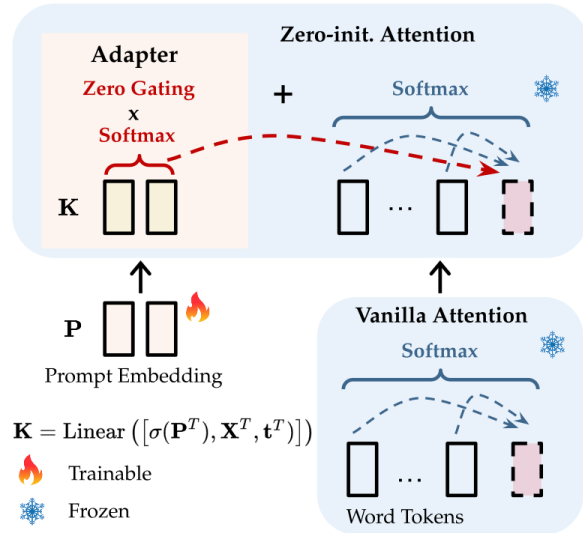 Zero-init. Attention
Adapter
Zero Gating
x
Softmax
+
Softmax
K
...
P
Prompt Embedding
Vanilla Attention
Softmax
...
Word Tokens
K = Linear ([σ(P^T), X^T, t^T)])
Trainable
Frozen